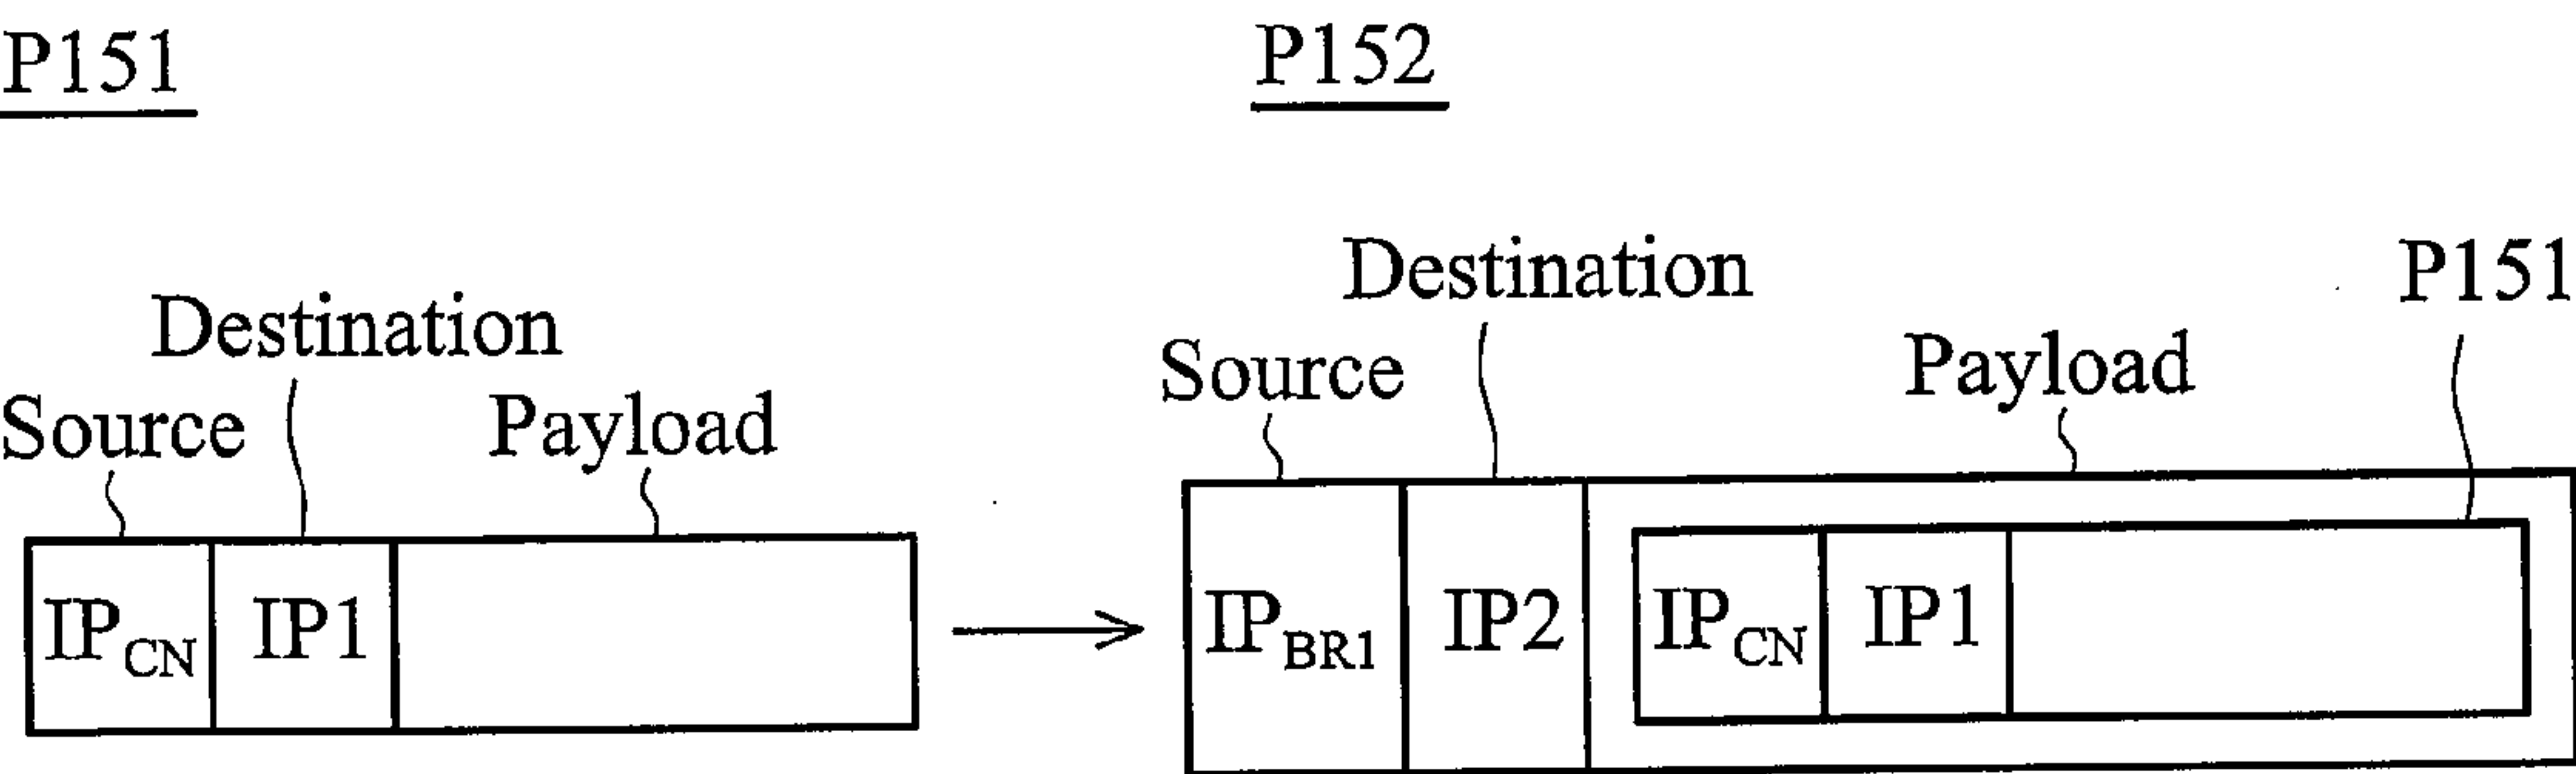 P151
P152
Destination
Source
Payload
IPCN
IP1
Destination
P151
Source
Payload
IPBR1
IP2
IPCN
IP1